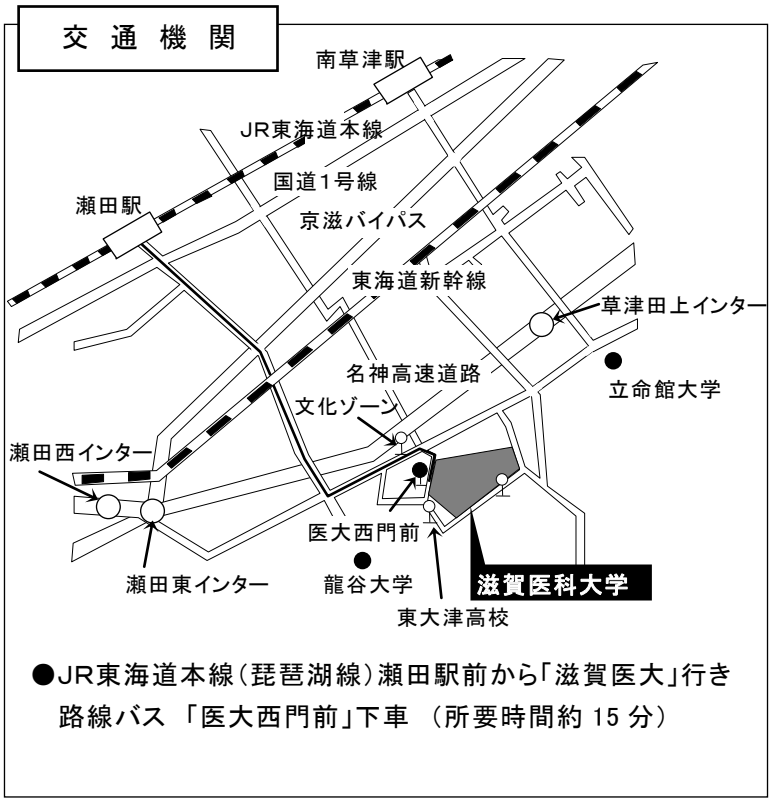 交通機関
南草津駅
JR東海道本線
国道1号線
瀬田駅
京滋バイパス
東海道新幹線
草津田上インター
名神高速道路
立命館大学
文化ゾーン
瀬田西インター
医大西門前
瀬田東インター
龍谷大学
滋賀医科大学
東大津高校
●JR東海道本線(琵琶湖線)瀬田駅前から「滋賀医大」行き
路線バス 「医大西門前」下車 (所要時間約 15 分)